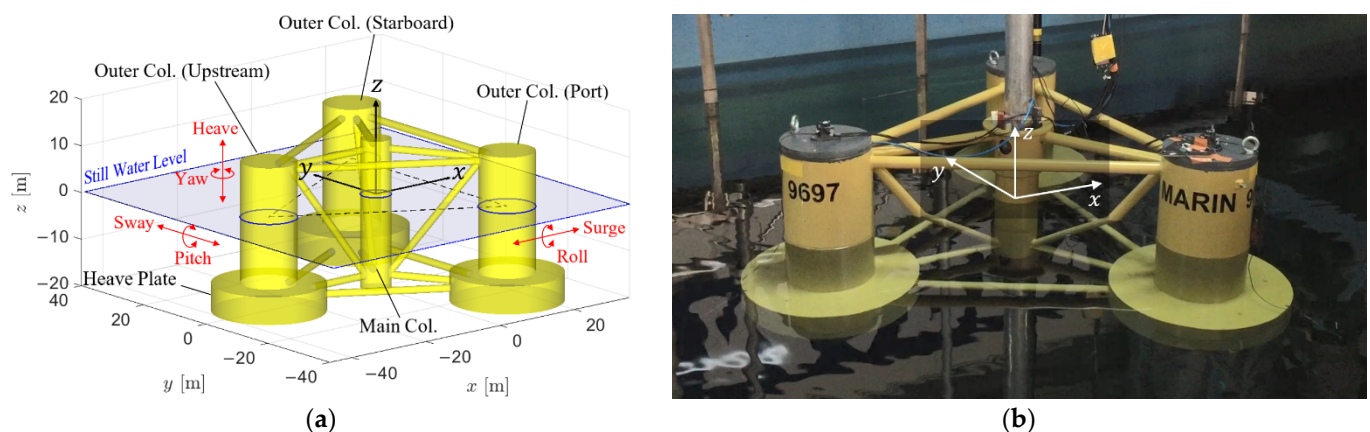 Outer Col. (Starboard)
Outer Col. (Upstream)
Outer Col. (Port)
z
20
10
0
−10
−20
z [m]
Heave
Yaw
Still Water Level
y
x
Sway
Pitch
Surge
Roll
Heave Plate
Main Col.
40
20
0
−20
−40
y [m]
−40
−20
0
20
x [m]
(a)
9697
MARIN 9
z
y
x
(b)